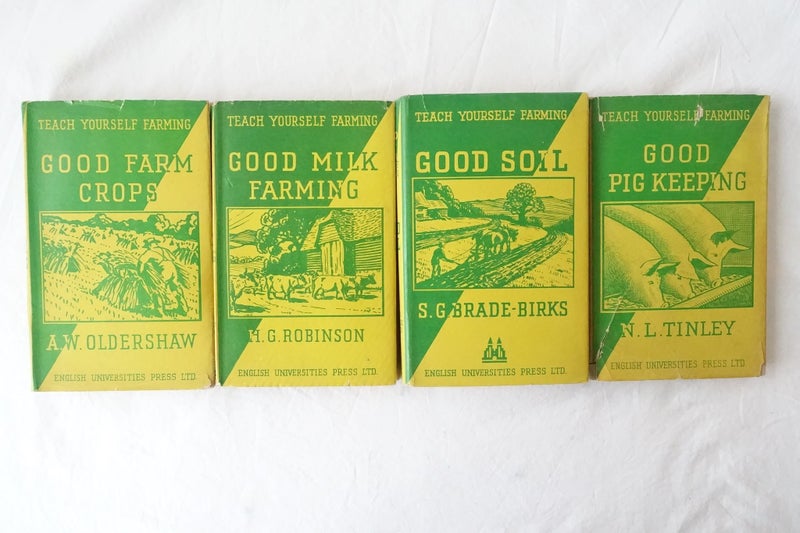 TEACH YOURSELF FARMING
GOOD FARM
CROPS
A.W. OLDERSHAW
ENGLISH UNIVERSITIES PRESS LTD.
TEACH YOURSELF FARMING
GOOD MILK
FARMING
H.G. ROBINSON
ENGLISH UNIVERSITIES PRESS LTD.
TEACH YOURSELF FARMING
GOOD SOIL
S.G. BRADE-BIRKS
ENGLISH UNIVERSITIES PRESS LTD.
TEACH YOURSELF FARMING
GOOD
PIG KEEPING
N.L. TINLEY
ENGLISH UNIVERSITIES PRESS LTD.